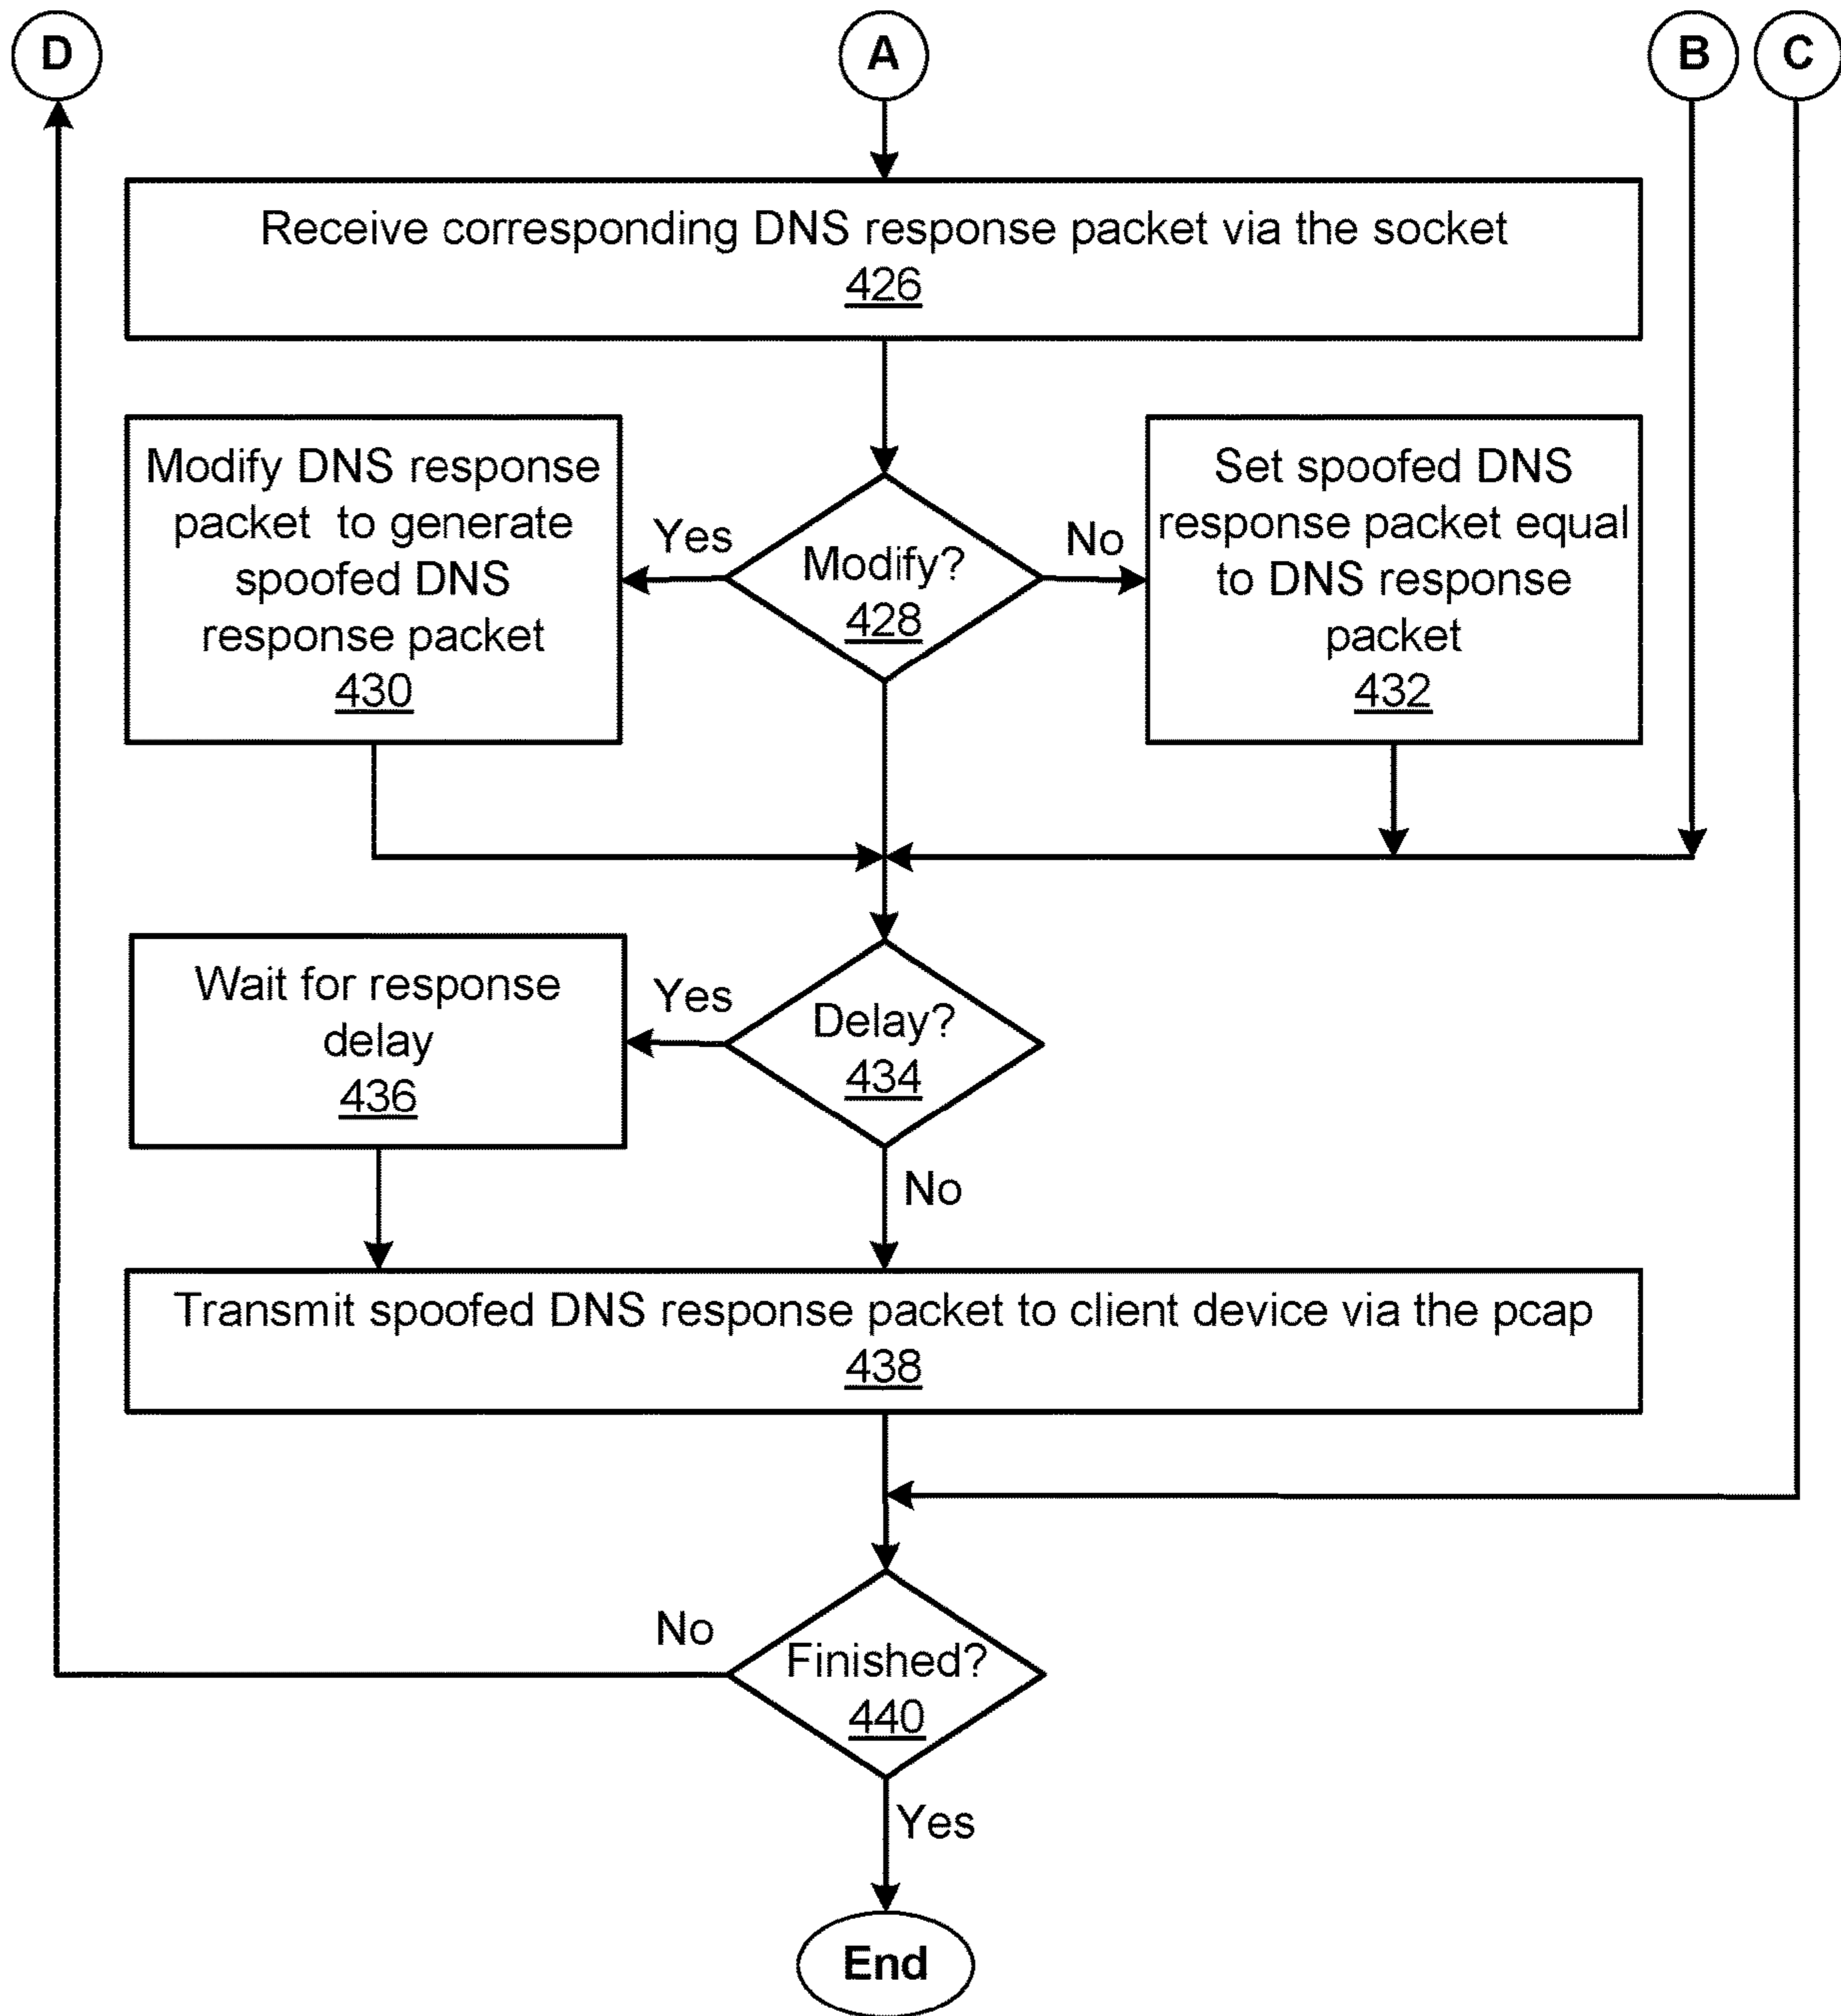 D
A
B
C
Receive corresponding DNS response packet via the socket
426
Modify DNS response
packet to generate
spoofed DNS
response packet
430
Yes
Modify?
428
No
Set spoofed DNS
response packet equal
to DNS response
packet
432
Wait for response
delay
436
Yes
Delay?
434
No
Transmit spoofed DNS response packet to client device via the pcap
438
No
Finished?
440
Yes
End